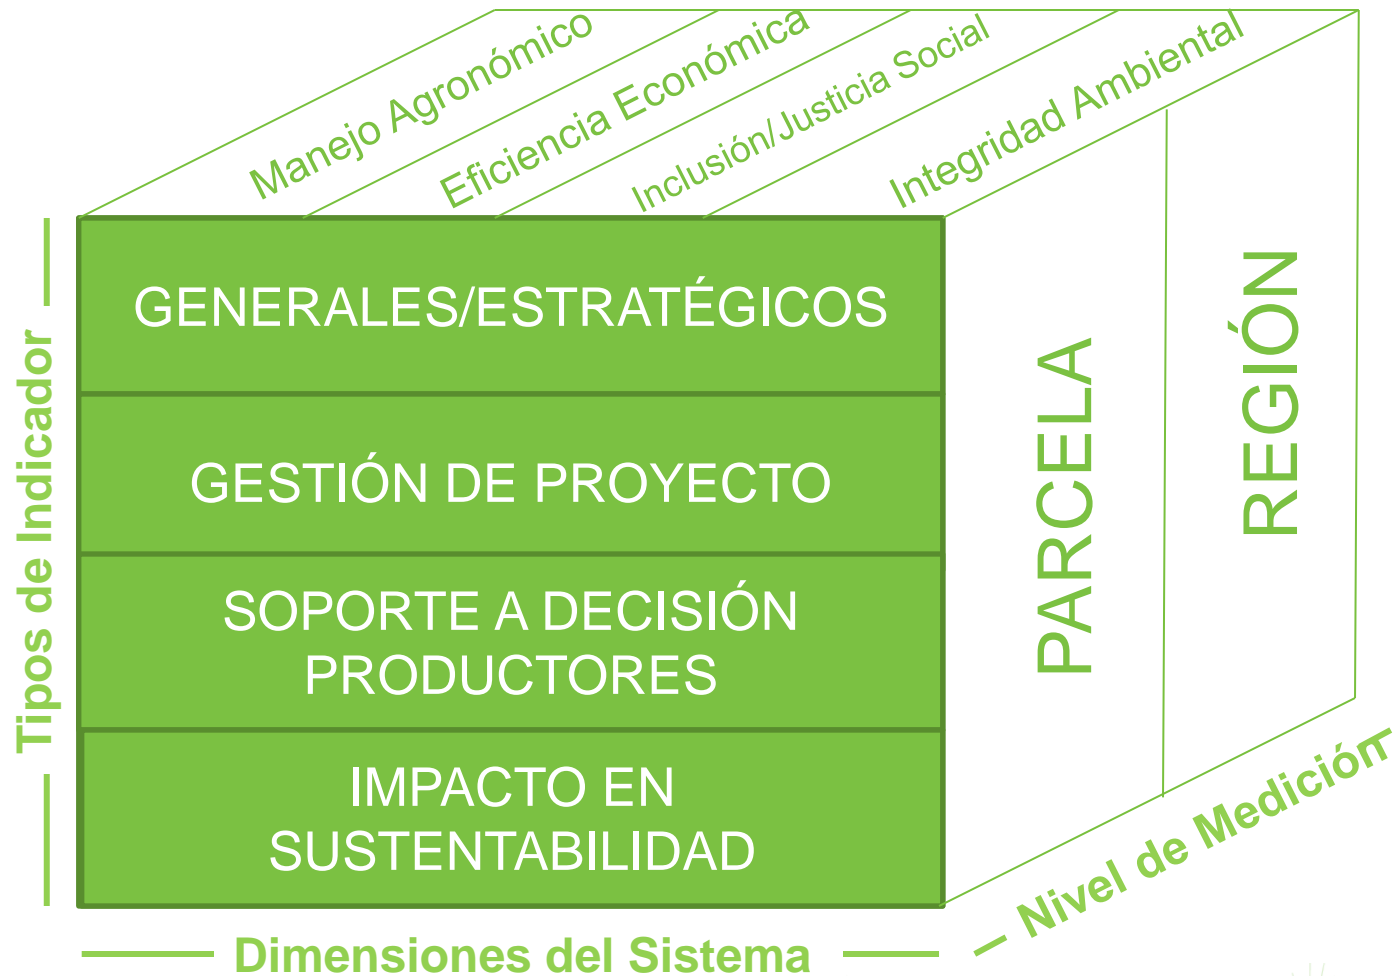 Manejo Agronómico
Eficiencia Económica
Inclusión/Justicia Social
Integridad Ambiental
GENERALES/ESTRATÉGICOS
GESTIÓN DE PROYECTO
SOPORTE A DECISIÓN
PRODUCTORES
IMPACTO EN
SUSTENTABILIDAD
PARCELA
REGIÓN
Tipos de Indicador
Dimensiones del Sistema
Nivel de Medición